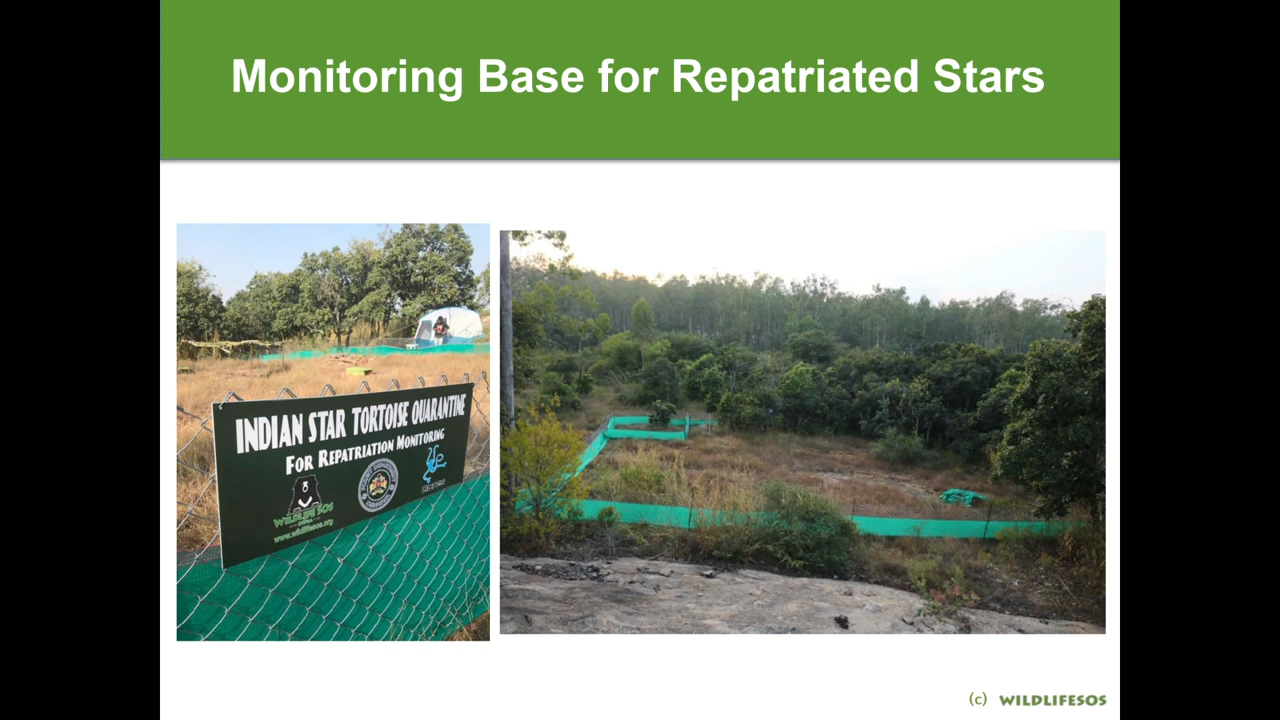 Monitoring Base for Repatriated Stars
INDIAN STAR TORTOISE QUARANTINE
FOR REPATRIATION MONITORING
WILDLIFE SOS
www.wildlifesos.org
(c) WILDLIFESOS